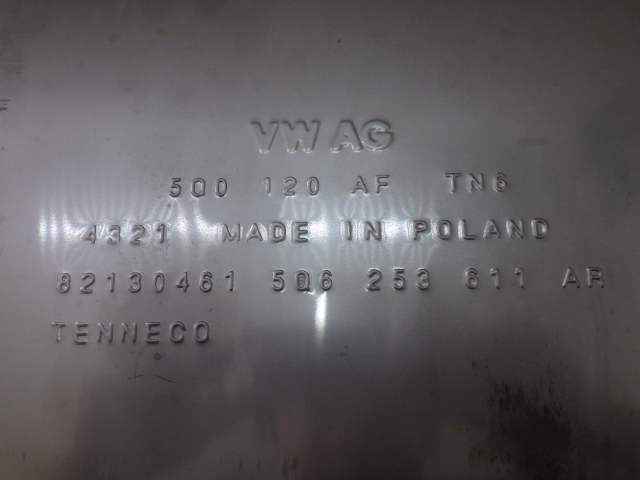 VW AG
5Q0 120 AF TN6
4321 MADE IN POLAND
82130461 5Q6 253 611 AR
TENNECO